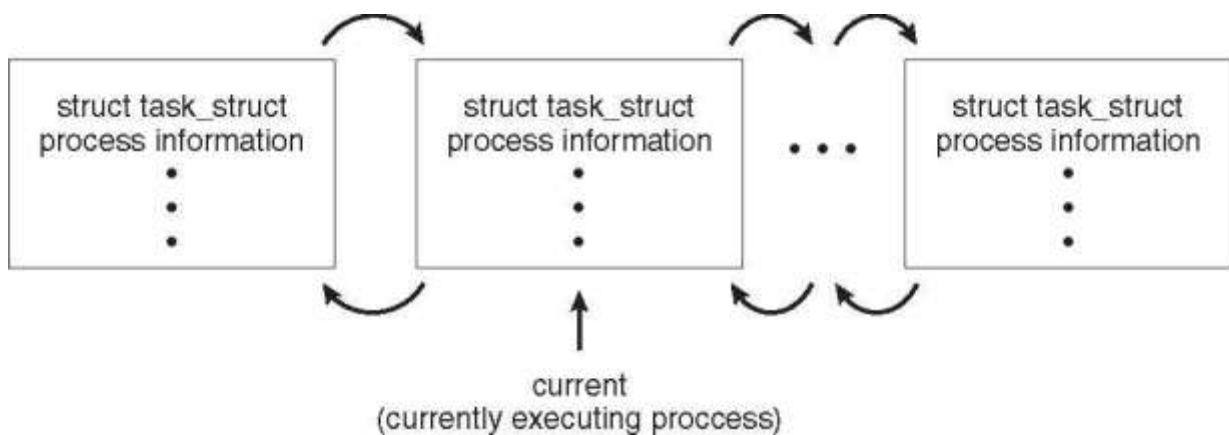 struct task_struct
process information
struct task_struct
process information
struct task_struct
process information
current
(currently executing proccess)